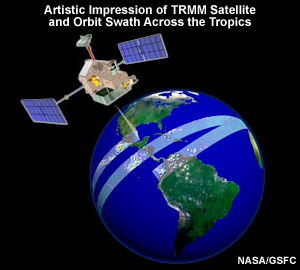 Artistic Impression of TRMM Satellite
and Orbit Swath Across the Tropics
NASA/GSFC